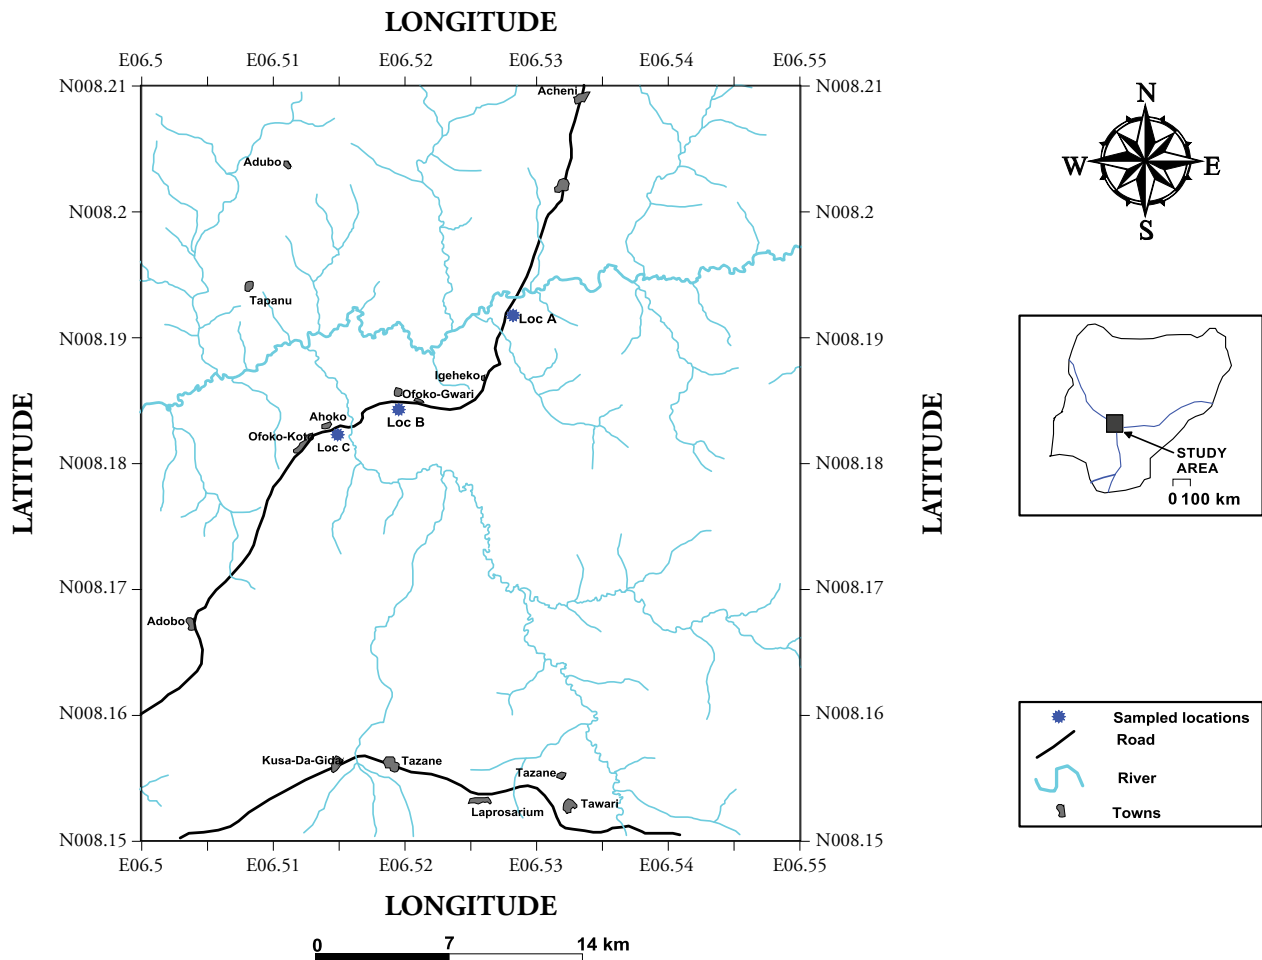 LONGITUDE
E06.5 E06.51 E06.52 E06.53 E06.54 E06.55
N008.21 N008.21
Acheni
N
Adubo
W E
N008.2 N008.2
S
Tapanu
Loc A
N008.19 N008.19
Igeheko
Ofoko-Gwari
Ahoko
Loc B
Ofoko-Koto
Loc C
LATITUDE
LATITUDE
N008.18 N008.18
STUDY
AREA
0 100 km
N008.17 N008.17
Adobo
N008.16 N008.16
Sampled locations
Road
River
Towns
Kusa-Da-Gida
Tazane
Tazane
Laprosarium
Tawari
N008.15 N008.15
E06.5 E06.51 E06.52 E06.53 E06.54 E06.55
LONGITUDE
0 7 14 km